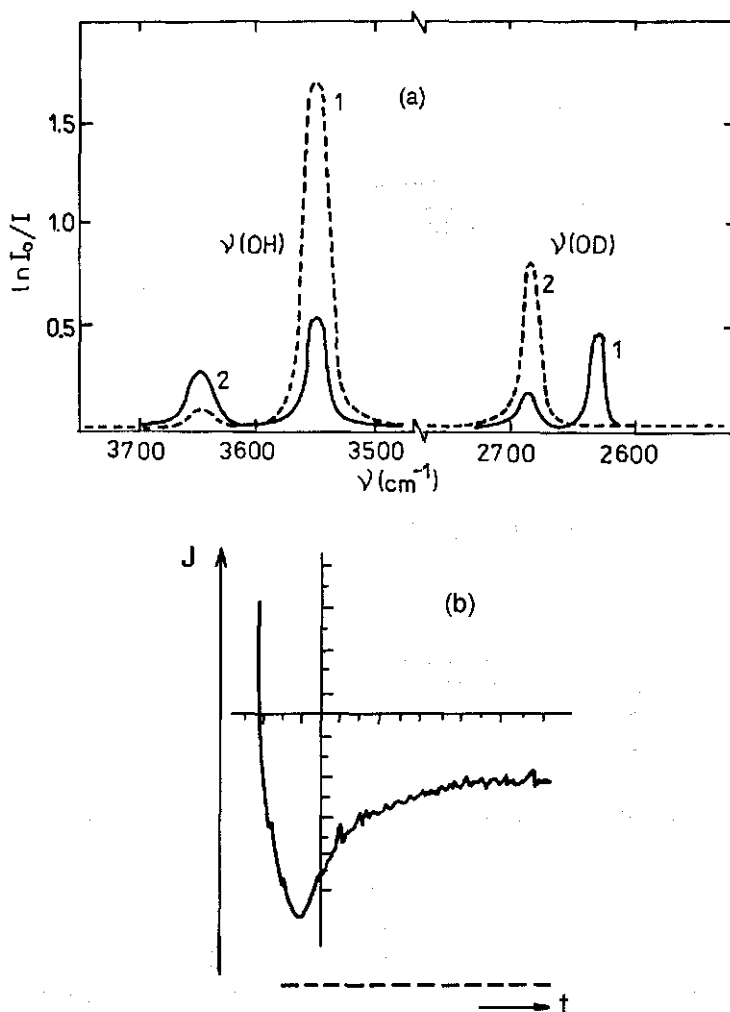 (a)
1.5
1.0
0.5
ln I₀/I
ν(OH)
ν(OD)
1
2
2
1
3700
3600
3500
2700
2600
ν(cm⁻¹)
J
(b)
t